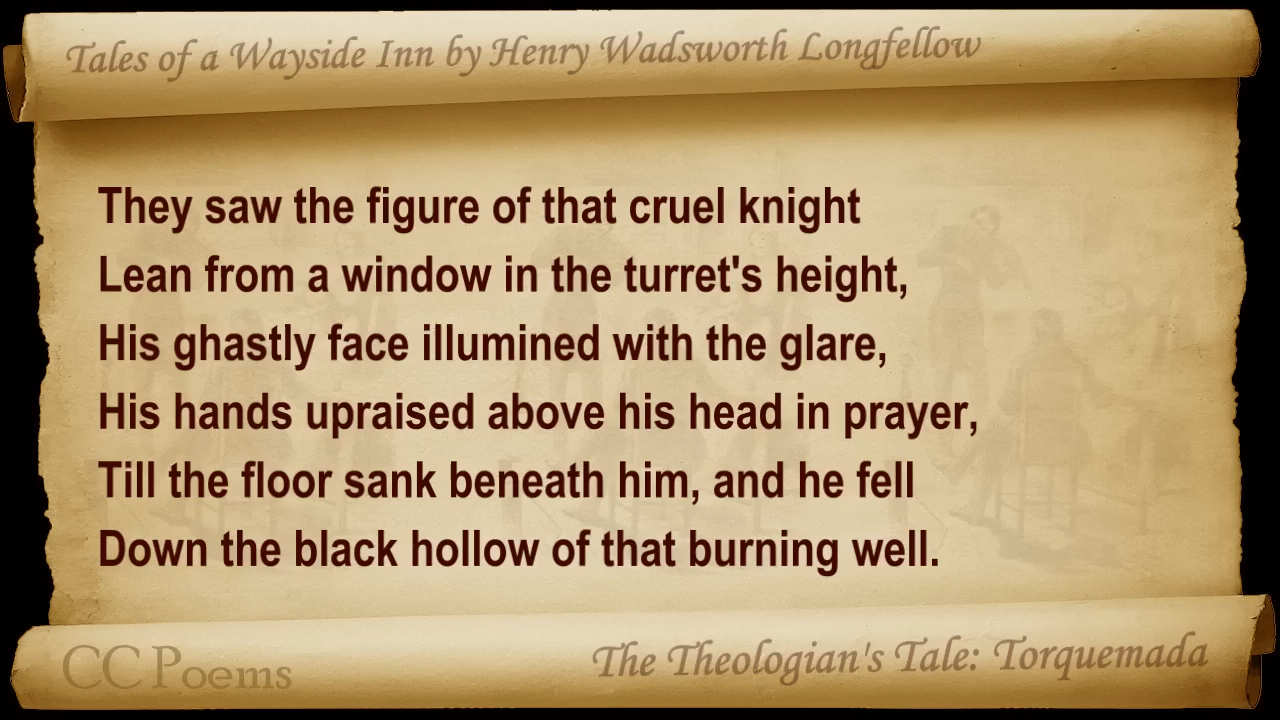 Tales of a Wayside Inn by Henry Wadsworth Longfellow
They saw the figure of that cruel knight
Lean from a window in the turret's height,
His ghastly face illumined with the glare,
His hands upraised above his head in prayer,
Till the floor sank beneath him, and he fell
Down the black hollow of that burning well.
CC Poems
The Theologian's Tale: Torquemada